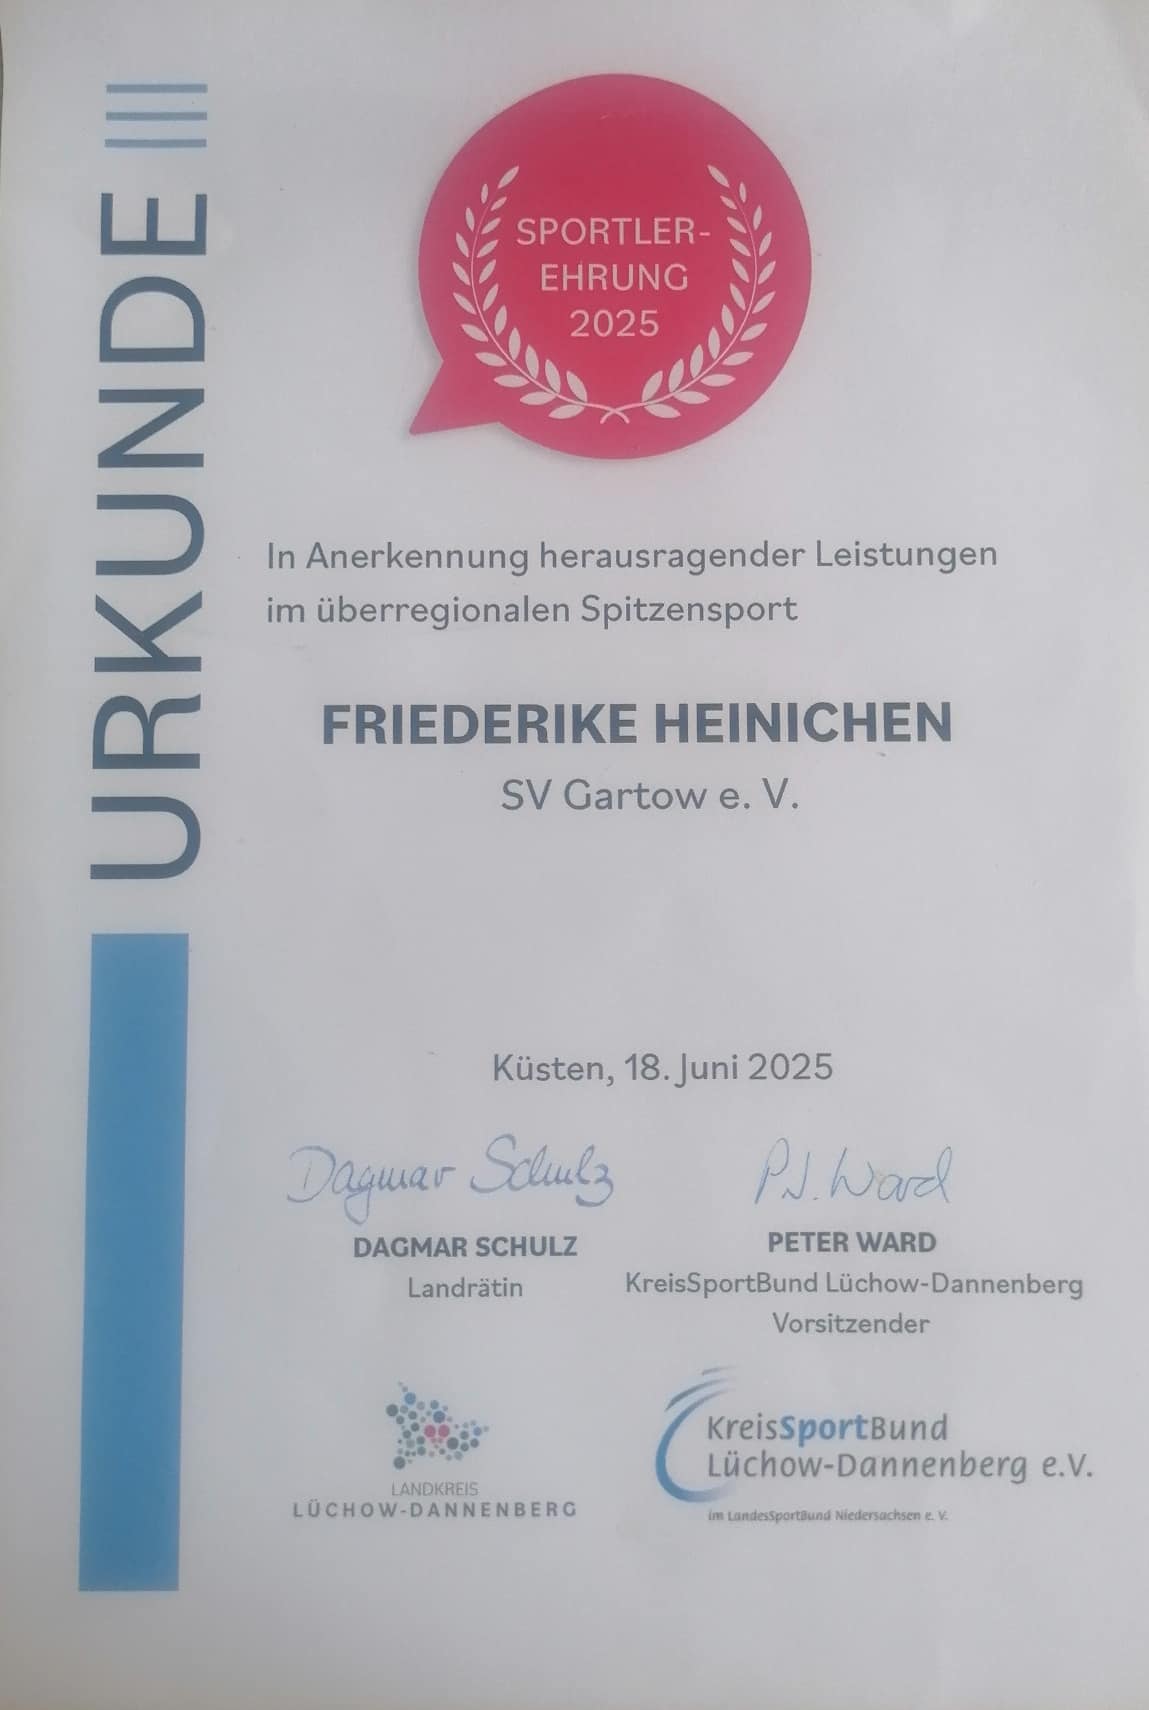 URKUNDE
SPORTLER-
EHRUNG
2025
In Anerkennung herausragender Leistungen
im überregionalen Spitzensport
FRIEDERIKE HEINICHEN
SV Gartow e. V.
Küsten, 18. Juni 2025
Dagmar Schulz
P.J. Ward
DAGMAR SCHULZ
Landrätin
PETER WARD
KreisSportBund Lüchow-Dannenberg
Vorsitzender
LANDKREIS
LÜCHOW-DANNENBERG
KreisSportBund
Lüchow-Dannenberg e.V.
im LandesSportBund Niedersachsen e. V.